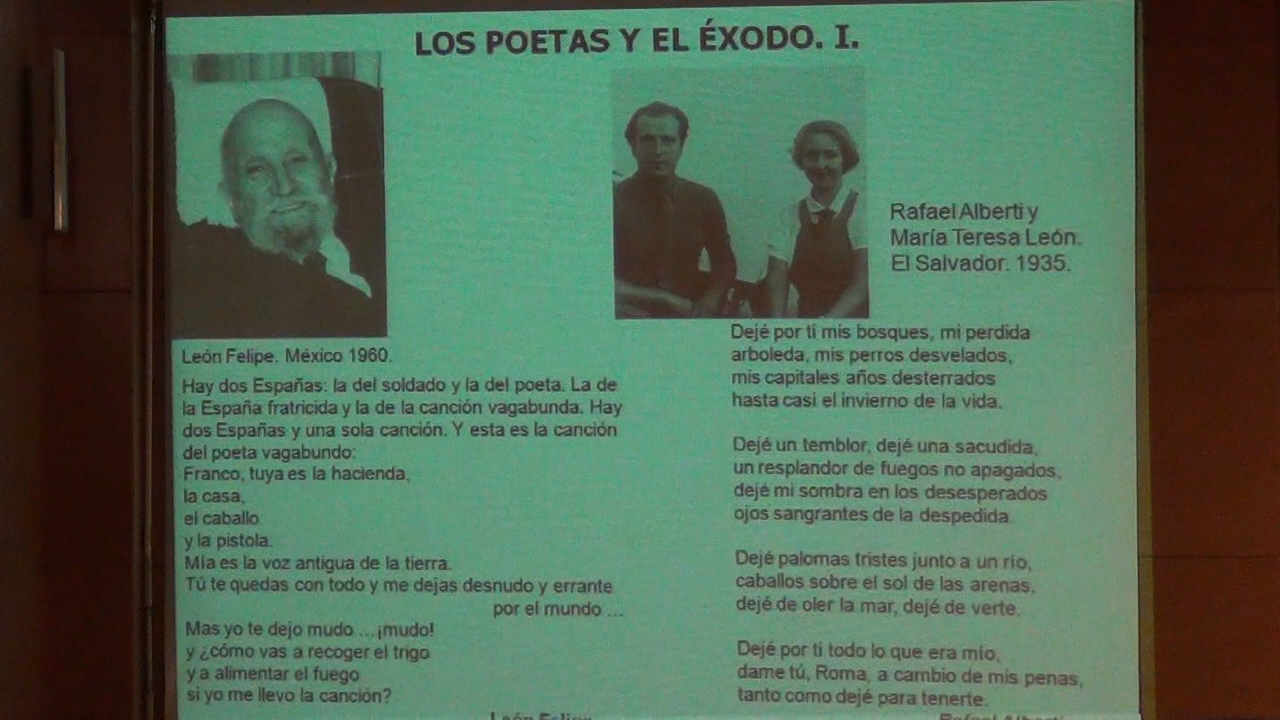 LOS POETAS Y EL ÉXODO. I.
León Felipe. México 1960.
Hay dos Españas: la del soldado y la del poeta. La de
la España fratricida y la de la canción vagabunda. Hay
dos Españas y una sola canción. Y esta es la canción
del poeta vagabundo:
Franco, tuya es la hacienda,
la casa,
el caballo
y la pistola.
Mía es la voz antigua de la tierra.
Tú te quedas con todo y me dejas desnudo y errante
por el mundo ...
Mas yo te dejo mudo ... ¡mudo!
y ¿cómo vas a recoger el trigo
y a alimentar el fuego
si yo me llevo la canción?
León Felipe
Rafael Alberti y
María Teresa León.
El Salvador. 1935.
Dejé por ti mis bosques, mi perdida
arboleda, mis perros desvelados,
mis capitales años desterrados
hasta casi el invierno de la vida.
Dejé un temblor, dejé una sacudida,
un resplandor de fuegos no apagados,
dejé mi sombra en los desesperados
ojos sangrantes de la despedida.
Dejé palomas tristes junto a un río,
caballos sobre el sol de las arenas,
dejé de oler la mar, dejé de verte.
Dejé por ti todo lo que era mío,
dame tú, Roma, a cambio de mis penas,
tanto como dejé para tenerte.
Rafael Alberti